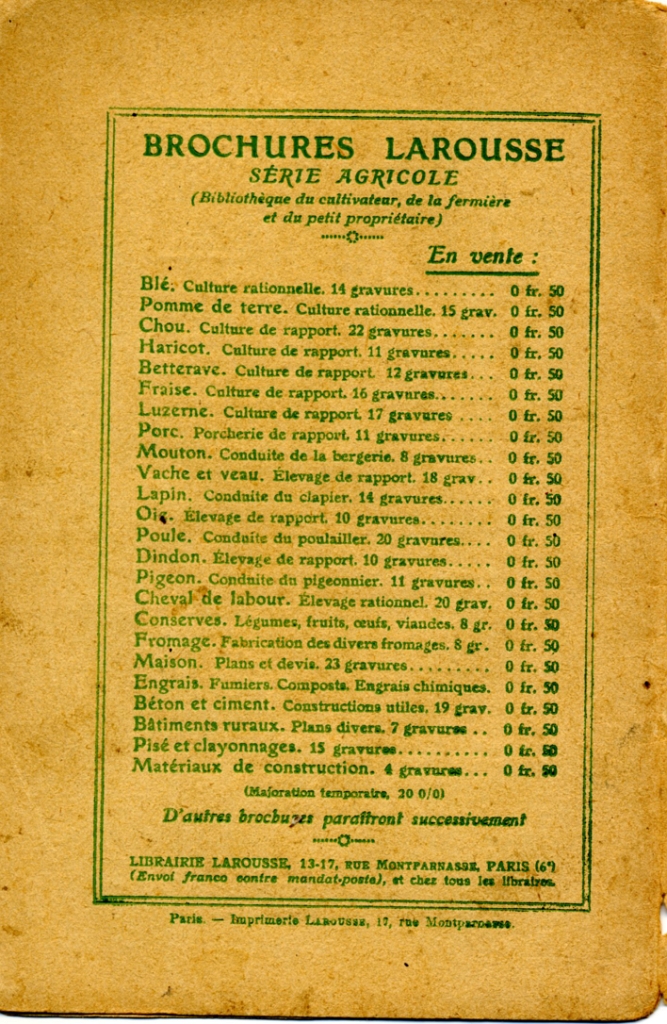 BROCHURES LAROUSSE
SÉRIE AGRICOLE
(Bibliothèque du cultivateur, de la fermière
et du petit propriétaire)
En vente :
Blé. Culture rationnelle. 14 gravures......... 0 fr. 50
Pomme de terre. Culture rationnelle. 15 grav. 0 fr. 50
Chou. Culture de rapport. 22 gravures....... 0 fr. 50
Haricot. Culture de rapport. 11 gravures..... 0 fr. 50
Betterave. Culture de rapport 12 gravures... 0 fr. 50
Fraise. Culture de rapport. 16 gravures....... 0 fr. 50
Luzerne. Culture de rapport. 17 gravures .... 0 fr. 50
Porc. Porcherie de rapport. 11 gravures...... 0 fr. 50
Mouton. Conduite de la bergerie. 8 gravures.. 0 fr. 50
Vache et veau. Élevage de rapport. 18 grav.. 0 fr. 50
Lapin. Conduite du clapier. 14 gravures...... 0 fr. 50
Oie. Élevage de rapport. 10 gravures........ 0 fr. 50
Poule. Conduite du poulailler. 20 gravures.... 0 fr. 50
Dindon. Élevage de rapport. 10 gravures..... 0 fr. 50
Pigeon. Conduite du pigeonnier. 11 gravures.. 0 fr. 50
Cheval de labour. Élevage rationnel. 20 grav. 0 fr. 50
Conserves. Légumes, fruits, œufs, viandes. 8 gr. 0 fr. 50
Fromage. Fabrication des divers fromages. 8 gr. 0 fr. 50
Maison. Plans et devis. 23 gravures......... 0 fr. 50
Engrais. Fumiers. Composts. Engrais chimiques. 0 fr. 50
Béton et ciment. Constructions utiles. 19 grav. 0 fr. 50
Bâtiments ruraux. Plans divers. 7 gravures .. 0 fr. 50
Pisé et clayonnages. 15 gravures.......... 0 fr. 50
Matériaux de construction. 4 gravures... 0 fr. 50
(Majoration temporaire, 20 0/0)
D'autres brochures paraîtront successivement
LIBRAIRIE LAROUSSE, 13-17, RUE MONTPARNASSE, PARIS (6e)
(Envoi franco contre mandat-poste), et chez tous les libraires.
Paris. — Imprimerie LAROUSSE, 17, rue Montparnasse.